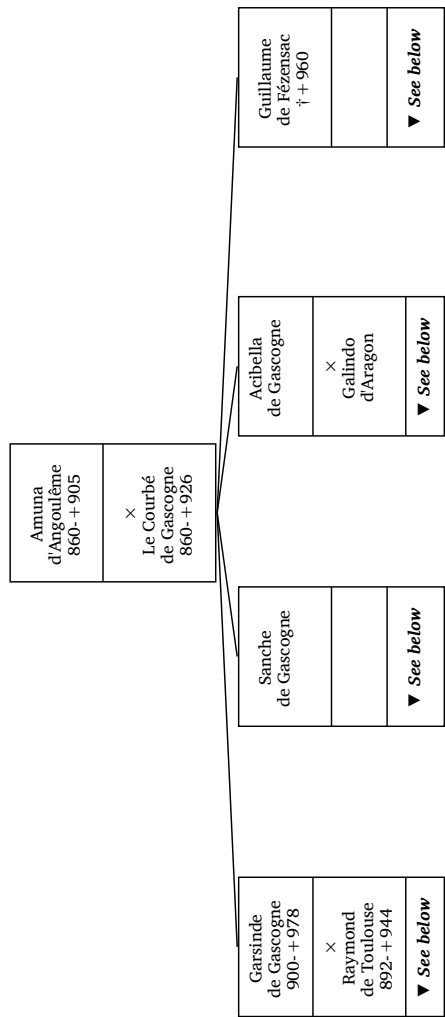 Amuna
d'Angoulême
860-+905
×
Le Courbé
de Gascogne
860-+926
Garsinde
de Gascogne
900-+978
×
Raymond
de Toulouse
892-+944
▼ See below
Sanche
de Gascogne
▼ See below
Acibella
de Gascogne
×
Galindo
d'Aragon
▼ See below
Guillaume
de Fézensac
†+960
▼ See below